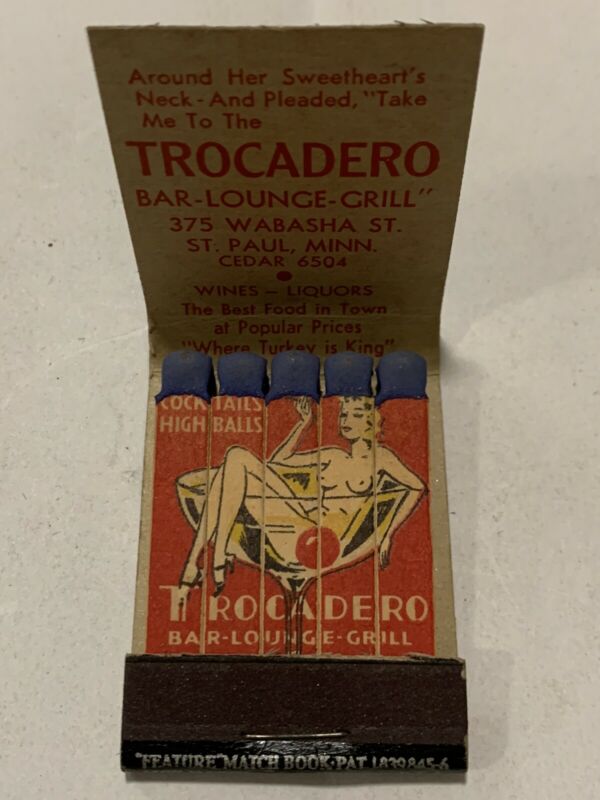 Around Her Sweetheart's
Neck - And Pleaded, "Take
Me To The
TROCADERO
BAR-LOUNGE-GRILL"
375 WABASHA ST.
ST. PAUL, MINN.
CEDAR 6504
WINES – LIQUORS
The Best Food in Town
at Popular Prices
"Where Turkey is King"
COCKTAILS
HIGH BALLS
TROCADERO
BAR-LOUNGE-GRILL
"FEATURE" MATCH BOOK·PAT 1839845-6